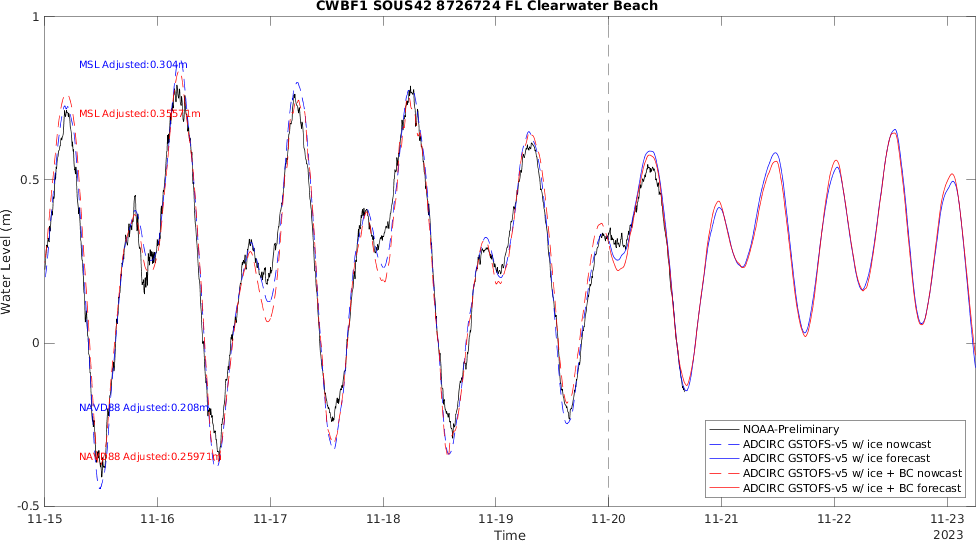 CWBF1 SOUS42 8726724 FL Clearwater Beach
1
MSL Adjusted:0.304m
MSL Adjusted:0.35571m
0.5
Water Level (m)
0
NAVD88 Adjusted:0.208m
NAVD88 Adjusted:0.25971m
NOAA-Preliminary
ADCIRC GSTOFS-v5 w/ ice nowcast
ADCIRC GSTOFS-v5 w/ ice forecast
ADCIRC GSTOFS-v5 w/ ice + BC nowcast
ADCIRC GSTOFS-v5 w/ ice + BC forecast
-0.5
11-15 11-16 11-17 11-18 11-19 11-20 11-21 11-22 11-23
Time 2023